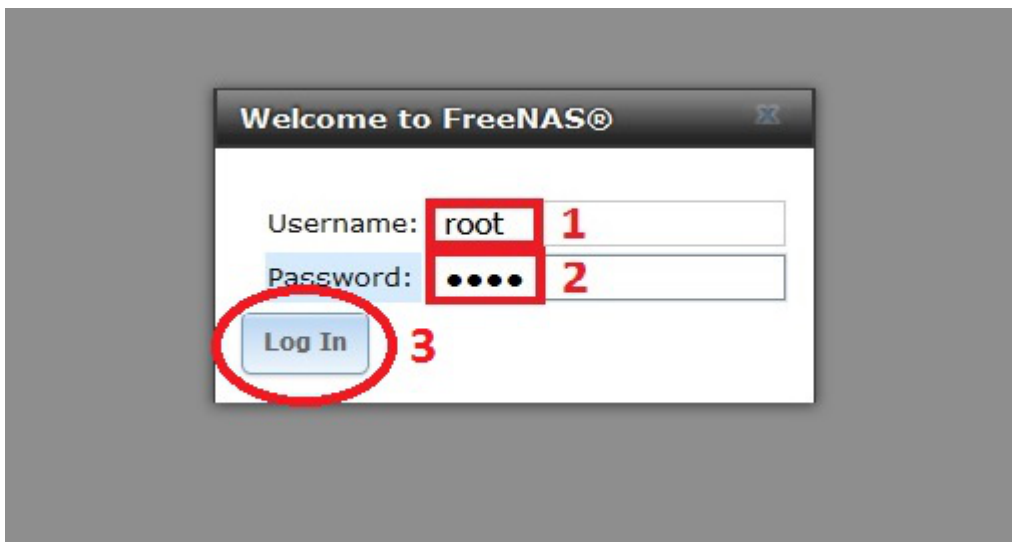 Welcome to FreeNAS®
Username: root 1
Password: •••• 2
Log In 3